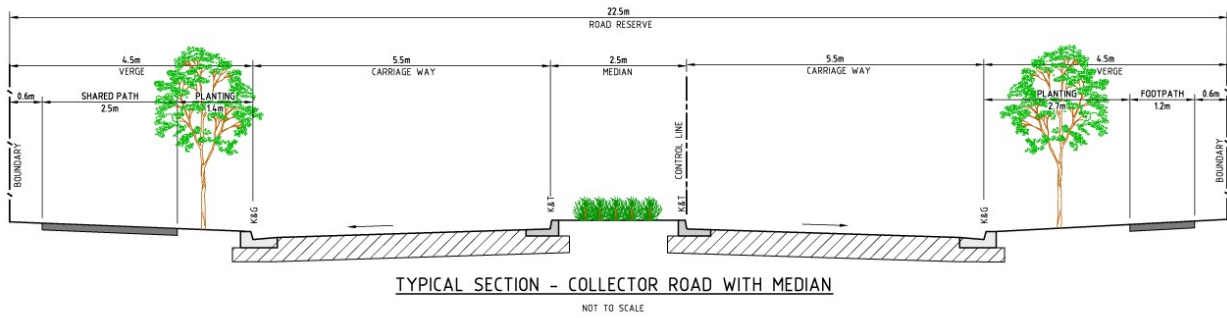 22.5m
ROAD RESERVE
4.5m
VERGE
5.5m
CARRIAGE WAY
2.5m
MEDIAN
5.5m
CARRIAGE WAY
4.5m
VERGE
0.6m
SHARED PATH
2.5m
PLANTING
1.4m
PLANTING
2.7m
FOOTPATH
1.2m
0.6m
BOUNDARY
K&G
K&T
CONTROL LINE
K&T
K&G
BOUNDARY
TYPICAL SECTION - COLLECTOR ROAD WITH MEDIAN
NOT TO SCALE